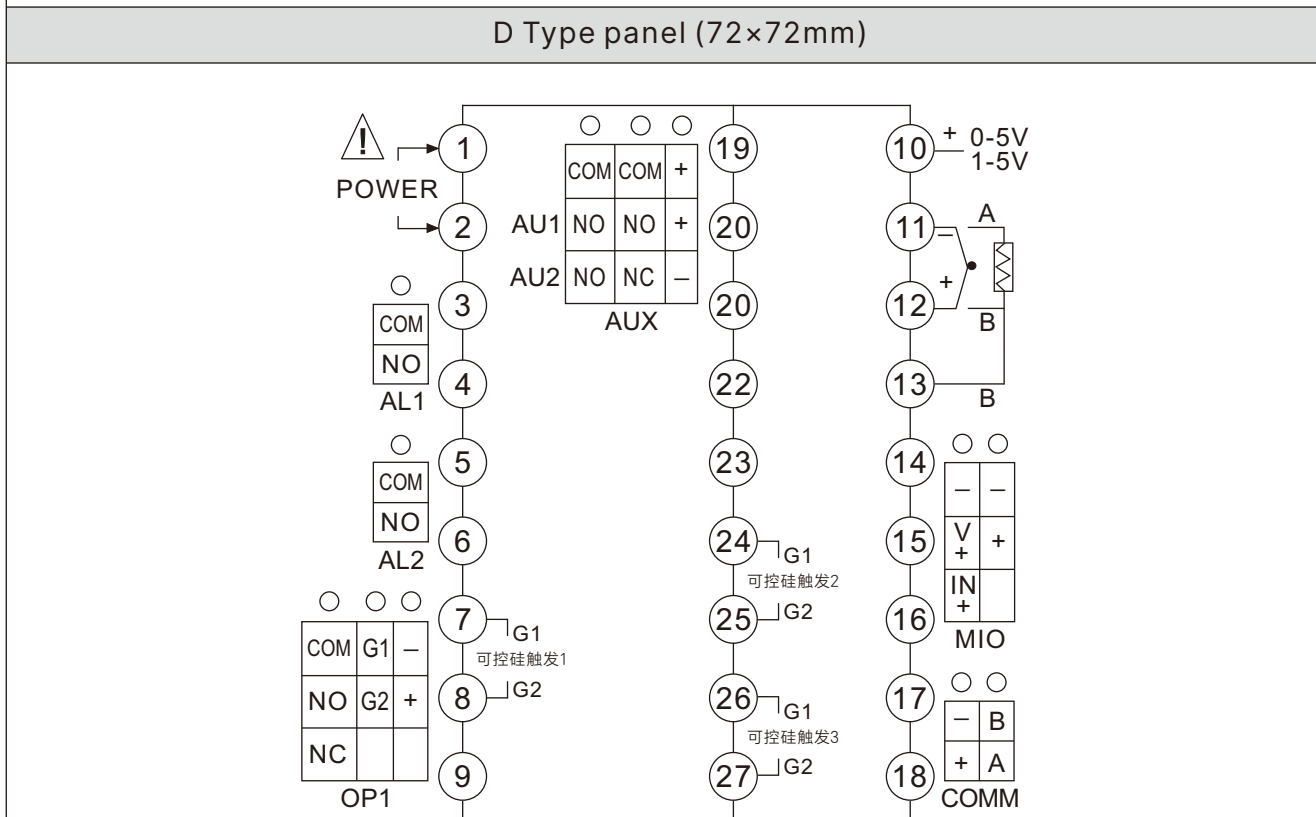 D Type panel (72×72mm)
! POWER
1
2
3
4
5
6
7
8
9
COM
NO
AL1
COM
NO
AL2
COM G1 –
NO G2 +
NC
OP1
G1
可控硅触发1
G2
COM COM +
AU1 NO NO +
AU2 NO NC –
AUX
19
20
20
22
23
24
25
26
27
G1
可控硅触发2
G2
G1
可控硅触发3
G2
10
11
12
13
14
15
16
17
18
+ 0-5V
1-5V
A
–
+
B
B
– –
V+ +
IN+
MIO
– B
+ A
COMM